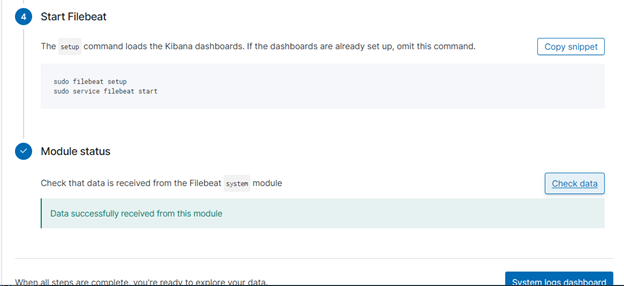 4 Start Filebeat
The setup command loads the Kibana dashboards. If the dashboards are already set up, omit this command.
Copy snippet
sudo filebeat setup
sudo service filebeat start
Module status
Check that data is received from the Filebeat system module
Check data
Data successfully received from this module
When all steps are complete, you're ready to explore your data.
System logs dashboard